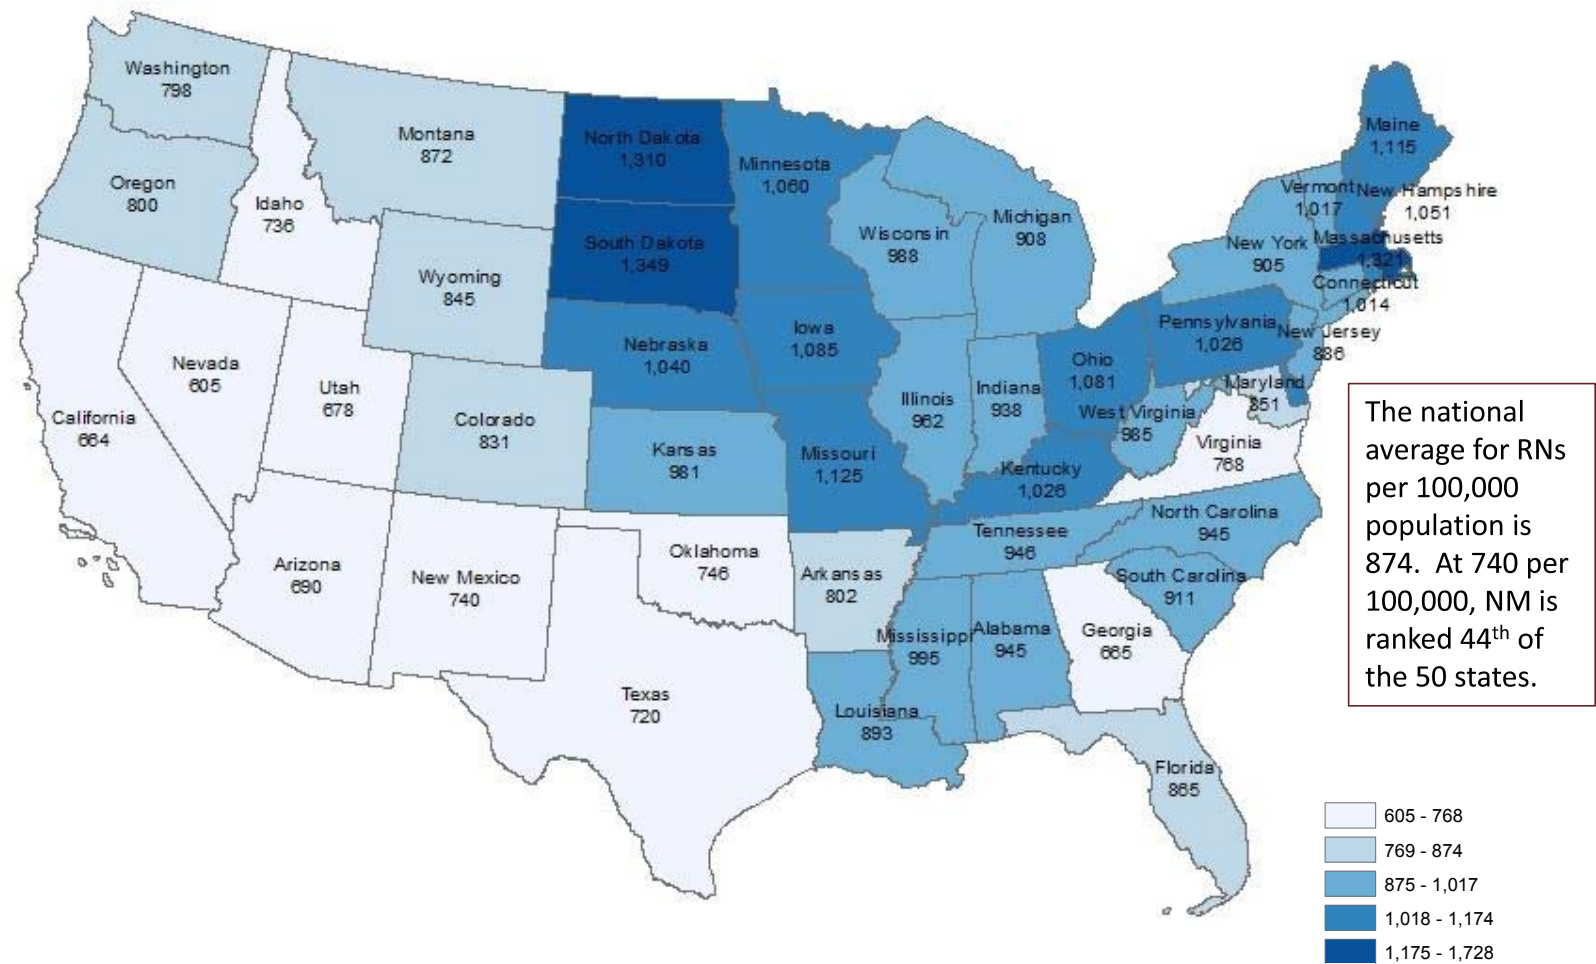 Washington
798
Oregon
800
Idaho
736
Montana
872
North Dakota
1,310
South Dakota
1,349
Minnesota
1,060
Wyoming
845
Wisconsin
988
Michigan
908
Maine
1,115
Vermont
1,017
New Hampshire
1,051
New York
905
Massachusetts
1,321
Connecticut
1,014
California
664
Nevada
605
Utah
678
Colorado
831
Nebraska
1,040
Kansas
981
Iowa
1,085
Missouri
1,125
Illinois
962
Indiana
938
Ohio
1,081
Pennsylvania
1,026
New Jersey
886
Maryland
851
West Virginia
985
Virginia
768
Kentucky
1,026
Tennessee
946
North Carolina
945
South Carolina
911
Arizona
690
New Mexico
740
Oklahoma
746
Arkansas
802
Texas
720
Louisiana
893
Mississippi
995
Alabama
945
Georgia
665
Florida
865
The national
average for RNs
per 100,000
population is
874. At 740 per
100,000, NM is
ranked 44th of
the 50 states.
605 - 768
769 - 874
875 - 1,017
1,018 - 1,174
1,175 - 1,728